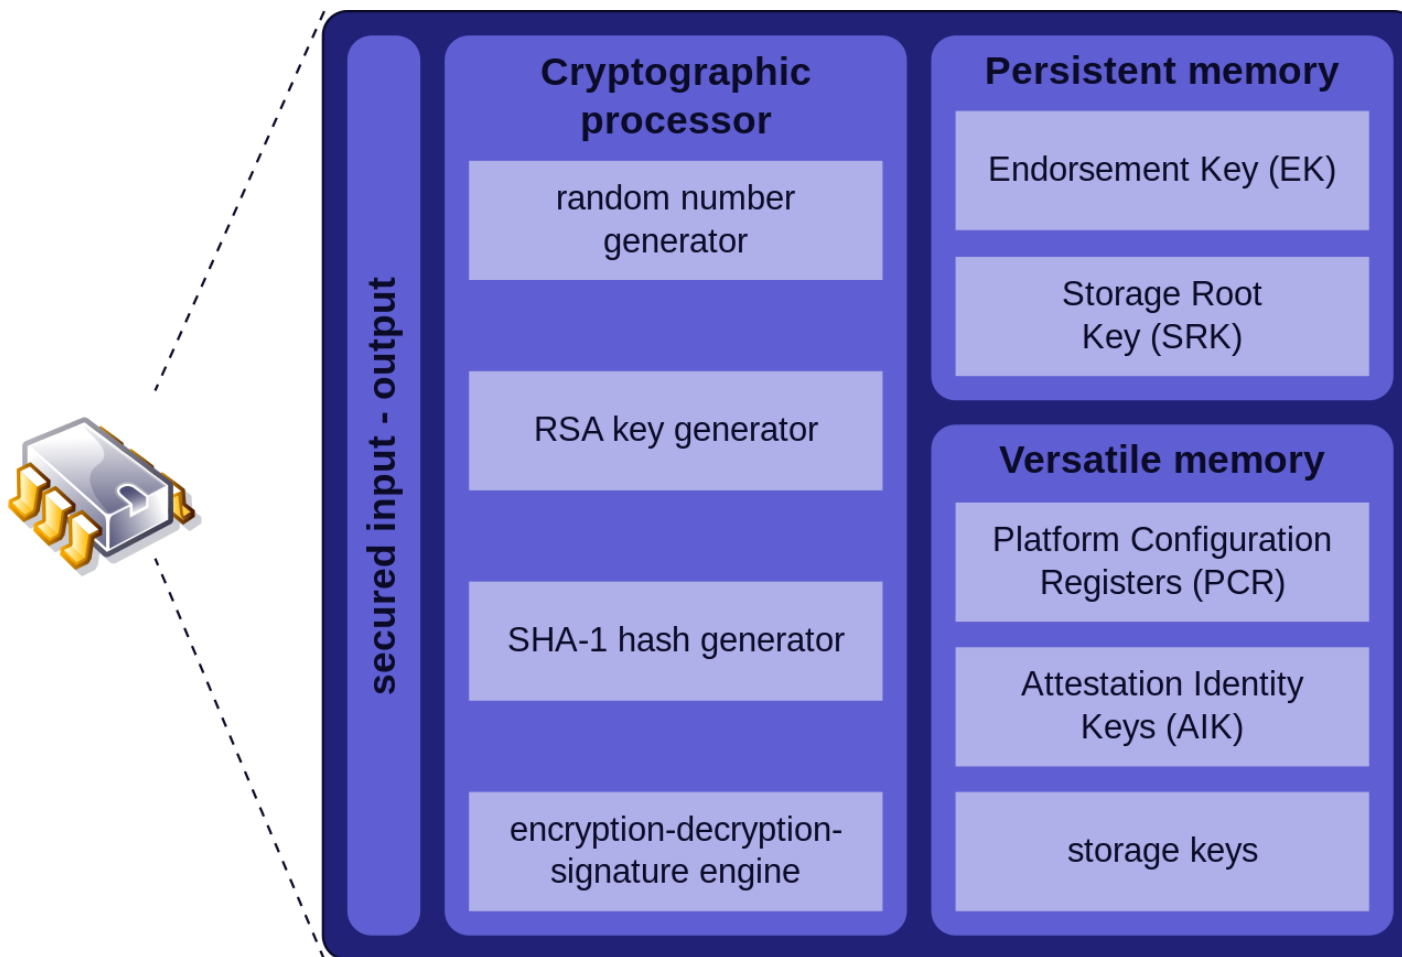 secured input - output
Cryptographic
processor
random number
generator
RSA key generator
SHA-1 hash generator
encryption-decryption-
signature engine
Persistent memory
Endorsement Key (EK)
Storage Root
Key (SRK)
Versatile memory
Platform Configuration
Registers (PCR)
Attestation Identity
Keys (AIK)
storage keys